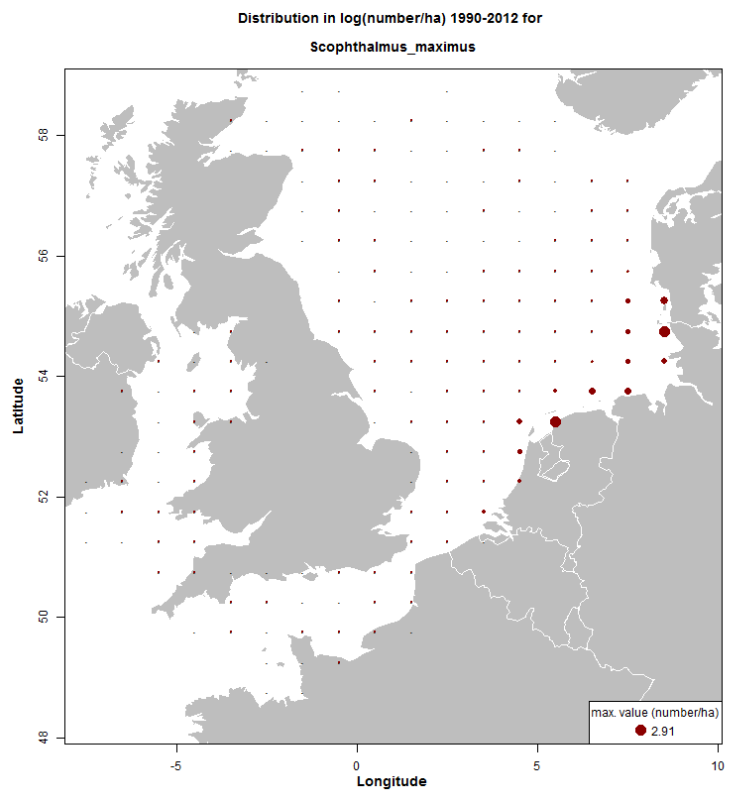 Distribution in log(number/ha) 1990-2012 for
Scophthalmus_maximus
58
56
54
52
50
48
Latitude
-5
0
5
10
Longitude
max. value (number/ha)
2.91